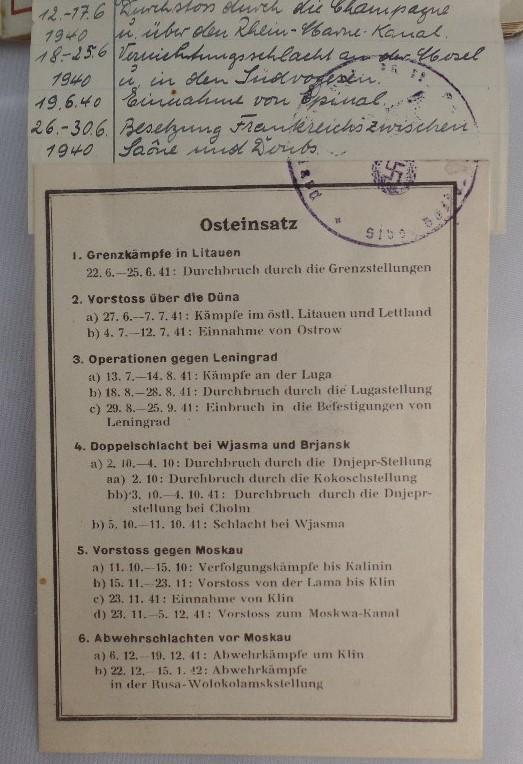 12.-17.6 Durchstoss durch die Champagne
1940 u. über den Rhein-Marne-Kanal.
18.-25.6 Vernichtungsschlacht an der Mosel
1940 u. in den Südvogesen.
19.6.40 Einnahme von Epinal
26.-30.6. Besetzung Frankreichs zwischen
1940 Saône und Doubs.
Osteinsatz
1. Grenzkämpfe in Litauen
22. 6.—25. 6. 41: Durchbruch durch die Grenzstellungen
2. Vorstoss über die Düna
a) 27. 6.—7. 7. 41: Kämpfe im östl. Litauen und Lettland
b) 4. 7.—12. 7. 41: Einnahme von Ostrow
3. Operationen gegen Leningrad
a) 13. 7.—14. 8. 41: Kämpfe an der Luga
b) 18. 8.—28. 8. 41: Durchbruch durch die Lugastellung
c) 29. 8.—25. 9. 41: Einbruch in die Befestigungen von
Leningrad
4. Doppelschlacht bei Wjasma und Brjansk
a) 2. 10.—4. 10: Durchbruch durch die Dnjepr-Stellung
aa) 2. 10: Durchbruch durch die Kokoschstellung
bb) 3. 10.—4. 10. 41: Durchbruch durch die Dnjepr-
stellung bei Cholm
b) 5. 10.—11. 10. 41: Schlacht bei Wjasma
5. Vorstoss gegen Moskau
a) 11. 10.—15. 10: Verfolgungskämpfe bis Kalinin
b) 15. 11.—23. 11: Vorstoss von der Lama bis Klin
c) 23. 11. 41: Einnahme von Klin
d) 23. 11.—5. 12. 41: Vorstoss zum Moskwa-Kanal
6. Abwehrschlachten vor Moskau
a) 6. 12.—19. 12. 41: Abwehrkämpfe um Klin
b) 22. 12.—15. 1. 42: Abwehrkämpfe
in der Rusa-Wolokolamskstellung